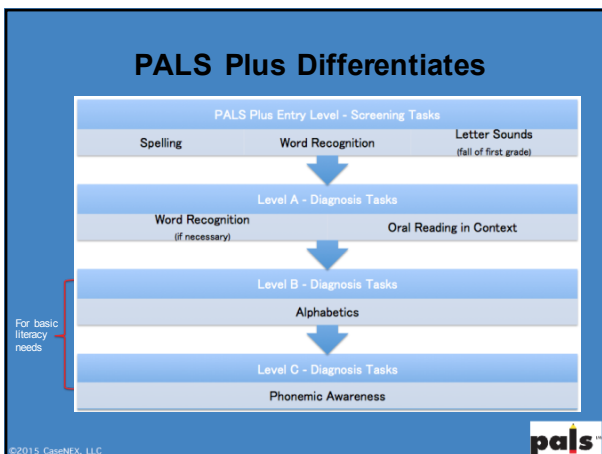 PALS Plus Differentiates
PALS Plus Entry Level - Screening Tasks
Spelling
Word Recognition
Letter Sounds
(fall of first grade)
Level A - Diagnosis Tasks
Word Recognition
(if necessary)
Oral Reading in Context
Level B - Diagnosis Tasks
Alphabetics
Level C - Diagnosis Tasks
Phonemic Awareness
For basic
literacy
needs
©2015 CaseNEX, LLC
pals